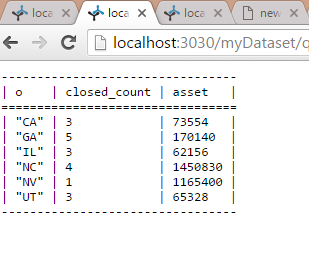 loca
loca
loca
new
localhost:3030/myDataset/q
---------------------------------
| o    | closed_count | asset   |
=================================
| "CA" | 3            | 73554   |
| "GA" | 5            | 170140  |
| "IL" | 3            | 62156   |
| "NC" | 4            | 1450830 |
| "NV" | 1            | 1165400 |
| "UT" | 3            | 65328   |
---------------------------------